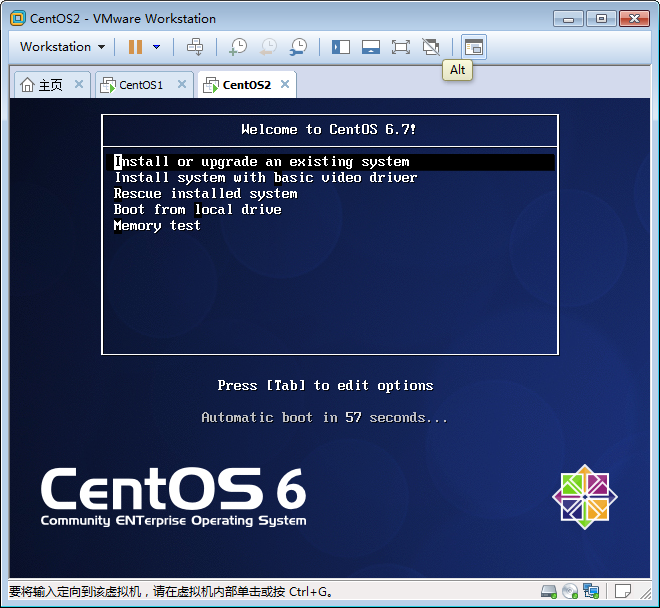 CentOS2 - VMware Workstation
Workstation
Alt
主页
CentOS1
CentOS2
Welcome to CentOS 6.7!
Install or upgrade an existing system
Install system with basic video driver
Rescue installed system
Boot from local drive
Memory test
Press [Tab] to edit options
Automatic boot in 57 seconds...
CentOS 6
Community ENTerprise Operating System
要将输入定向到该虚拟机，请在虚拟机内部单击或按 Ctrl+G。